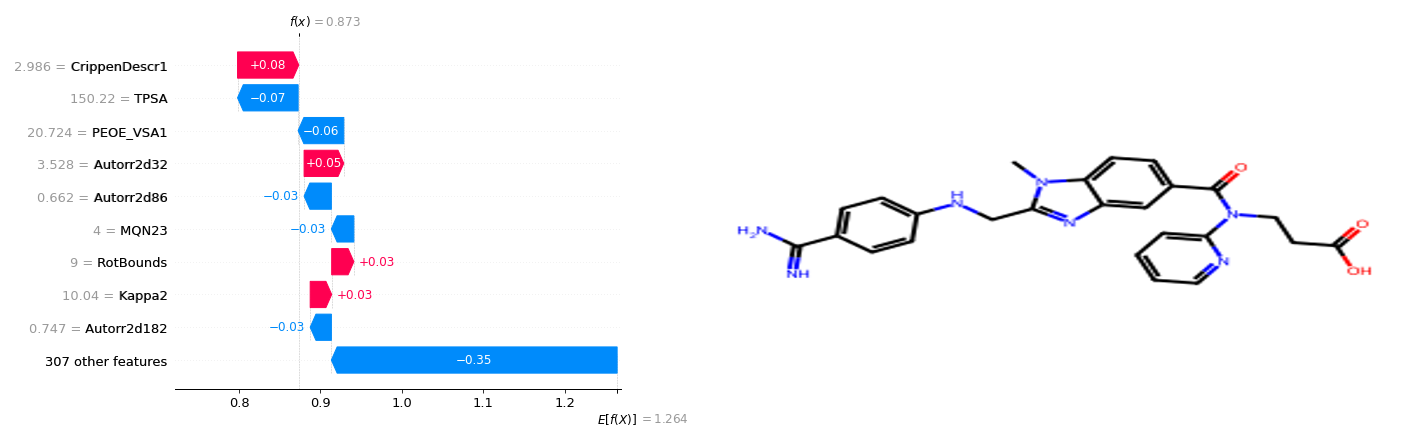 f(x) = 0.873
2.986 = CrippenDescr1
+0.08
150.22 = TPSA
−0.07
20.724 = PEOE_VSA1
−0.06
3.528 = Autorr2d32
+0.05
0.662 = Autorr2d86
−0.03
4 = MQN23
−0.03
9 = RotBounds
+0.03
10.04 = Kappa2
+0.03
0.747 = Autorr2d182
−0.03
307 other features
−0.35
0.8 0.9 1.0 1.1 1.2
E[f(X)] = 1.264
O
N
H
N
N
N
O
H₂N
N
NH
OH